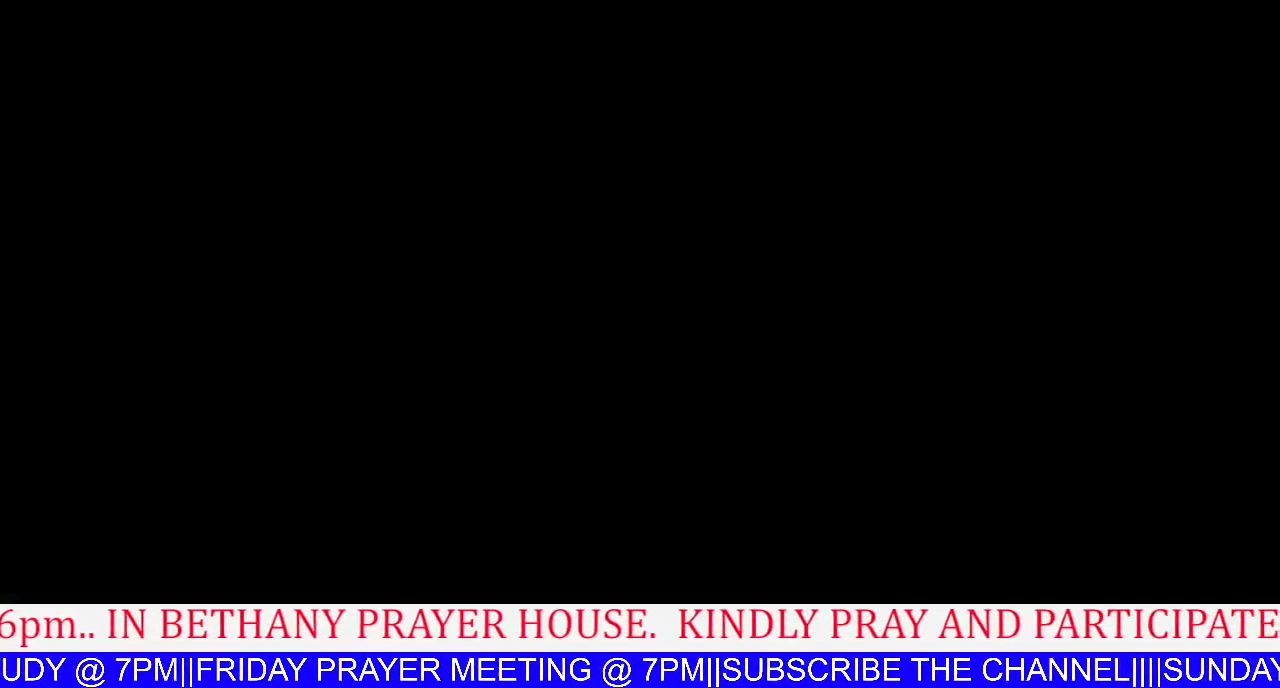 6pm.. IN BETHANY PRAYER HOUSE.  KINDLY PRAY AND PARTICIPATE
UDY @ 7PM||FRIDAY PRAYER MEETING @ 7PM||SUBSCRIBE THE CHANNEL||||SUNDAY